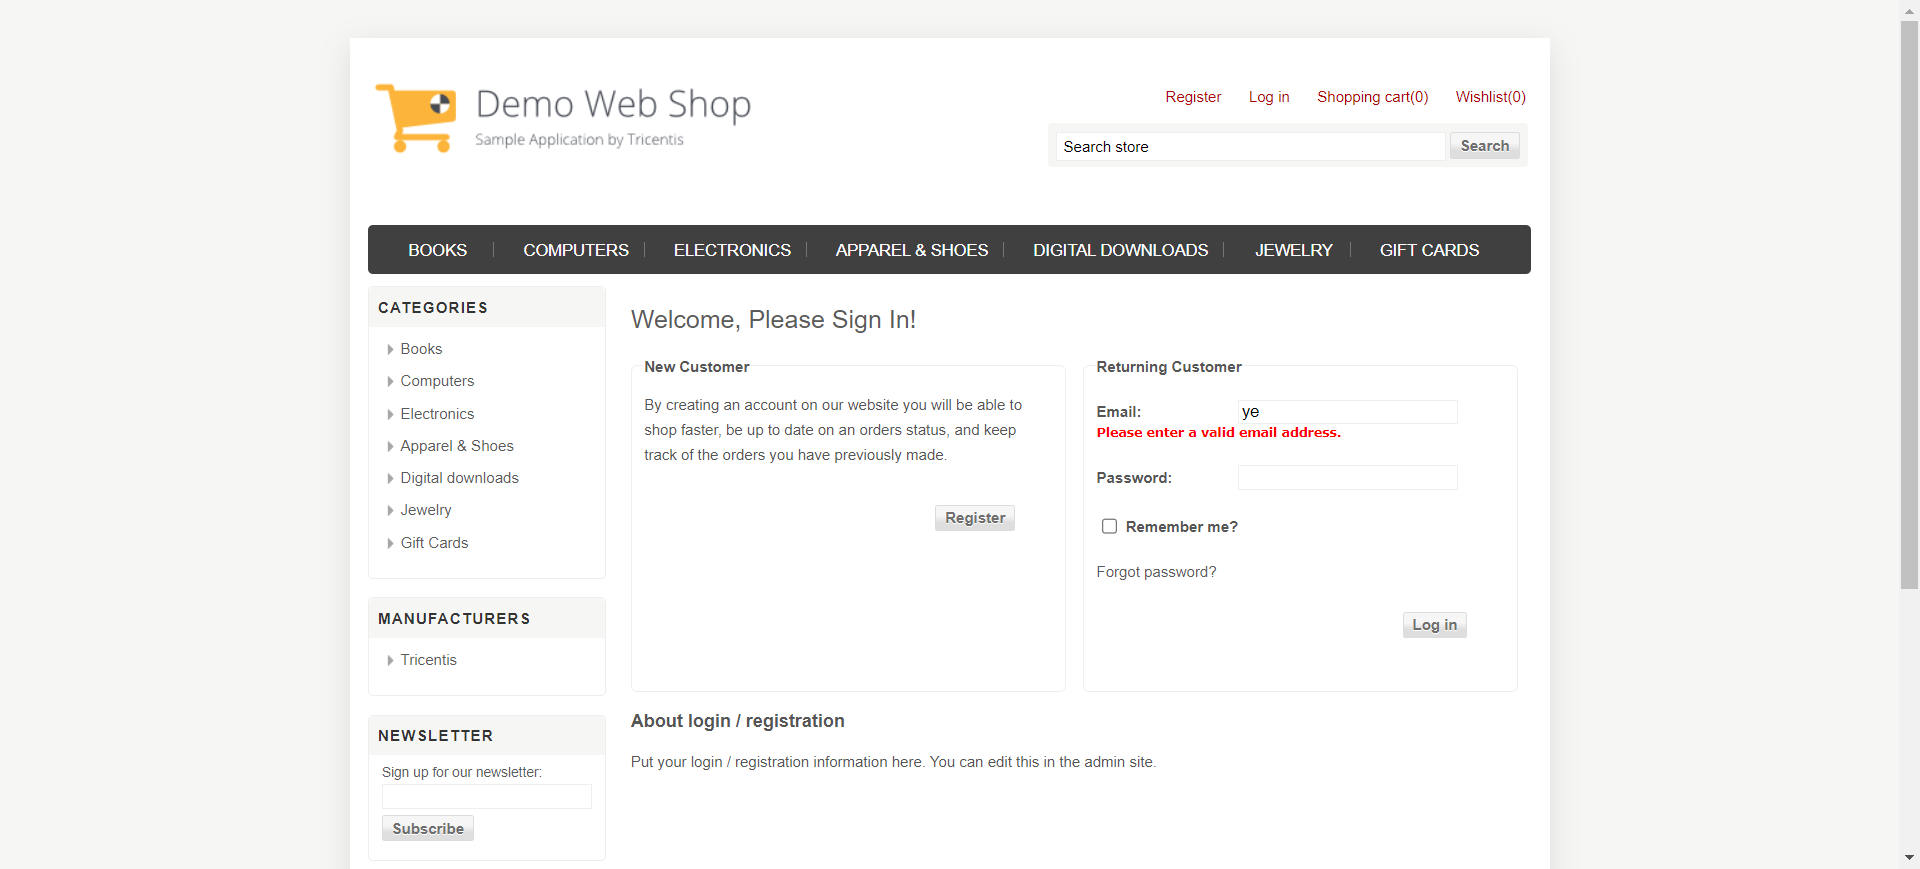 Demo Web Shop
Sample Application by Tricentis
Register Log in Shopping cart(0) Wishlist(0)
Search store Search
BOOKS COMPUTERS ELECTRONICS APPAREL & SHOES DIGITAL DOWNLOADS JEWELRY GIFT CARDS
CATEGORIES
Books
Computers
Electronics
Apparel & Shoes
Digital downloads
Jewelry
Gift Cards
MANUFACTURERS
Tricentis
NEWSLETTER
Sign up for our newsletter:
Subscribe
Welcome, Please Sign In!
New Customer
By creating an account on our website you will be able to
shop faster, be up to date on an orders status, and keep
track of the orders you have previously made.
Register
Returning Customer
Email: ye
Please enter a valid email address.
Password:
Remember me?
Forgot password?
Log in
About login / registration
Put your login / registration information here. You can edit this in the admin site.